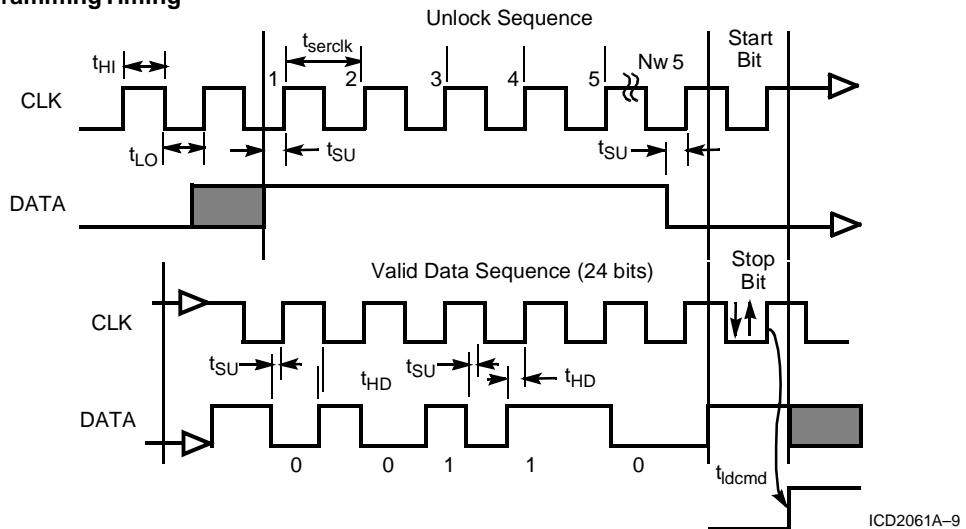 rammingTiming
Unlock Sequence
tserclk
Start
Bit
tHI
1 2 3 4 5 Nw 5
CLK
tLO
tSU
tSU
DATA
Valid Data Sequence (24 bits)
Stop
Bit
CLK
tSU
tHD
tSU
tHD
DATA
0 0 1 1 0
tldcmd
ICD2061A–9